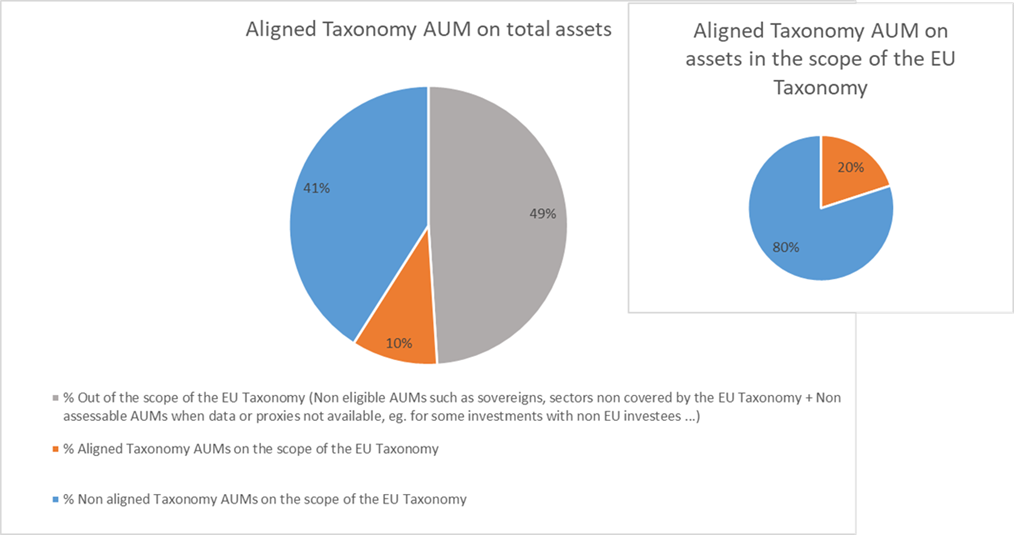 Aligned Taxonomy AUM on total assets
41%
49%
10%
% Out of the scope of the EU Taxonomy (Non eligible AUMs such as sovereigns, sectors non covered by the EU Taxonomy + Non
assessable AUMs when data or proxies not available, eg. for some investments with non EU investees ...)
% Aligned Taxonomy AUMs on the scope of the EU Taxonomy
% Non aligned Taxonomy AUMs on the scope of the EU Taxonomy
Aligned Taxonomy AUM on
assets in the scope of the EU
Taxonomy
20%
80%